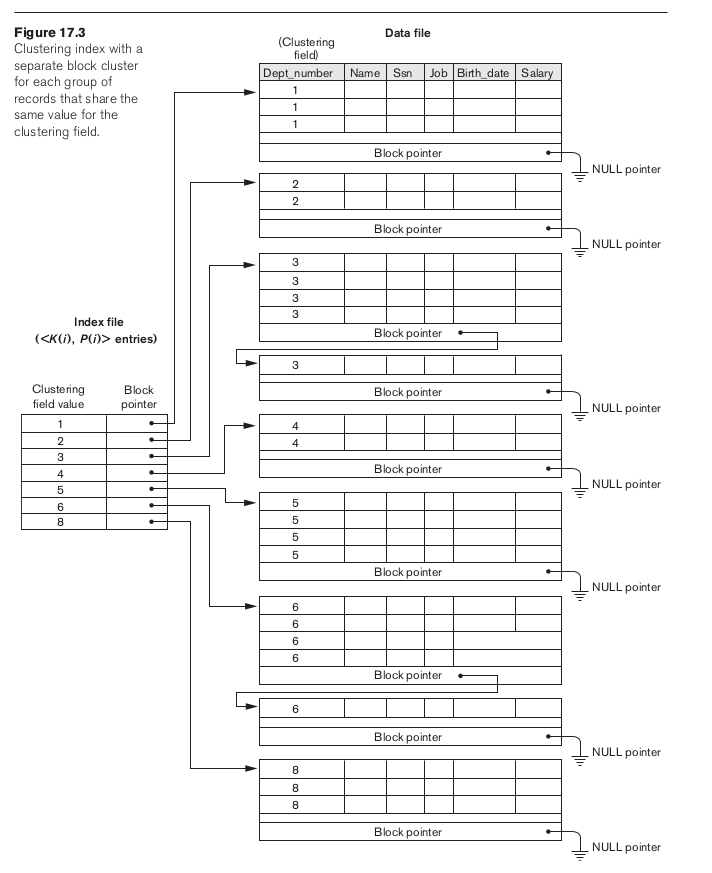 Figure 17.3
Clustering index with a
separate block cluster
for each group of
records that share the
same value for the
clustering field.
Data file
(Clustering
field)
Dept_number Name Ssn Job Birth_date Salary
1
1
1
Block pointer
NULL pointer
2
2
Block pointer
NULL pointer
3
3
3
3
Block pointer
3
Block pointer
NULL pointer
4
4
Block pointer
NULL pointer
5
5
5
5
Block pointer
NULL pointer
6
6
6
6
Block pointer
6
Block pointer
NULL pointer
8
8
8
Block pointer
NULL pointer
Index file
(<K(i), P(i)> entries)
Clustering
field value
Block
pointer
1
2
3
4
5
6
8